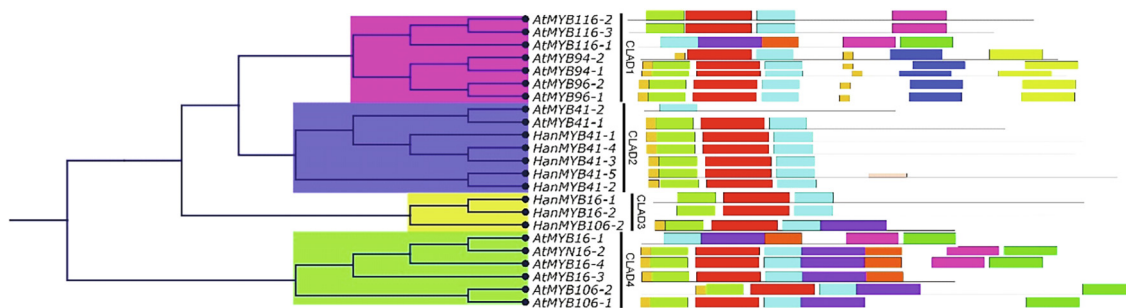 AtMYB116-2
AtMYB116-3
AtMYB116-1
AtMYB94-2
AtMYB94-1
AtMYB96-2
AtMYB96-1
CLAD1
AtMYB41-2
AtMYB41-1
HanMYB41-1
HanMYB41-4
HanMYB41-3
HanMYB41-5
HanMYB41-2
CLAD2
HanMYB16-1
HanMYB16-2
HanMYB106-2
CLAD3
AtMYB16-1
AtMYN16-2
AtMYB16-4
AtMYB16-3
AtMYB106-2
AtMYB106-1
CLAD4